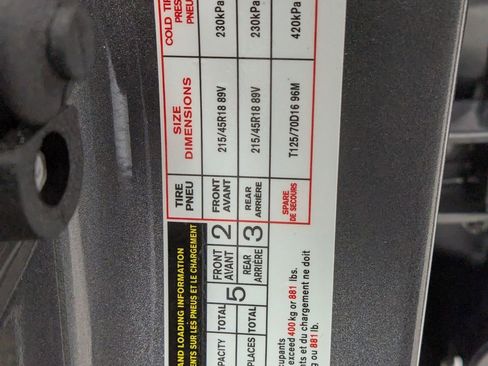 AND LOADING INFORMATION
ENTS SUR LES PNEUS ET LE CHARGEMENT
APACITY TOTAL 5 FRONT AVANT 2 REAR ARRIÈRE 3
PLACES TOTAL
cupants
exceed 400 kg or 881 lbs.
nts et du chargement ne doit
g ou 881 lb.
TIRE PNEU
SIZE DIMENSIONS
COLD TIR
PRESS
PNEU
FRONT AVANT 215/45R18 89V 230kPa
REAR ARRIÈRE 215/45R18 89V 230kPa
SPARE DE SECOURS T125/70D16 96M 420kPa